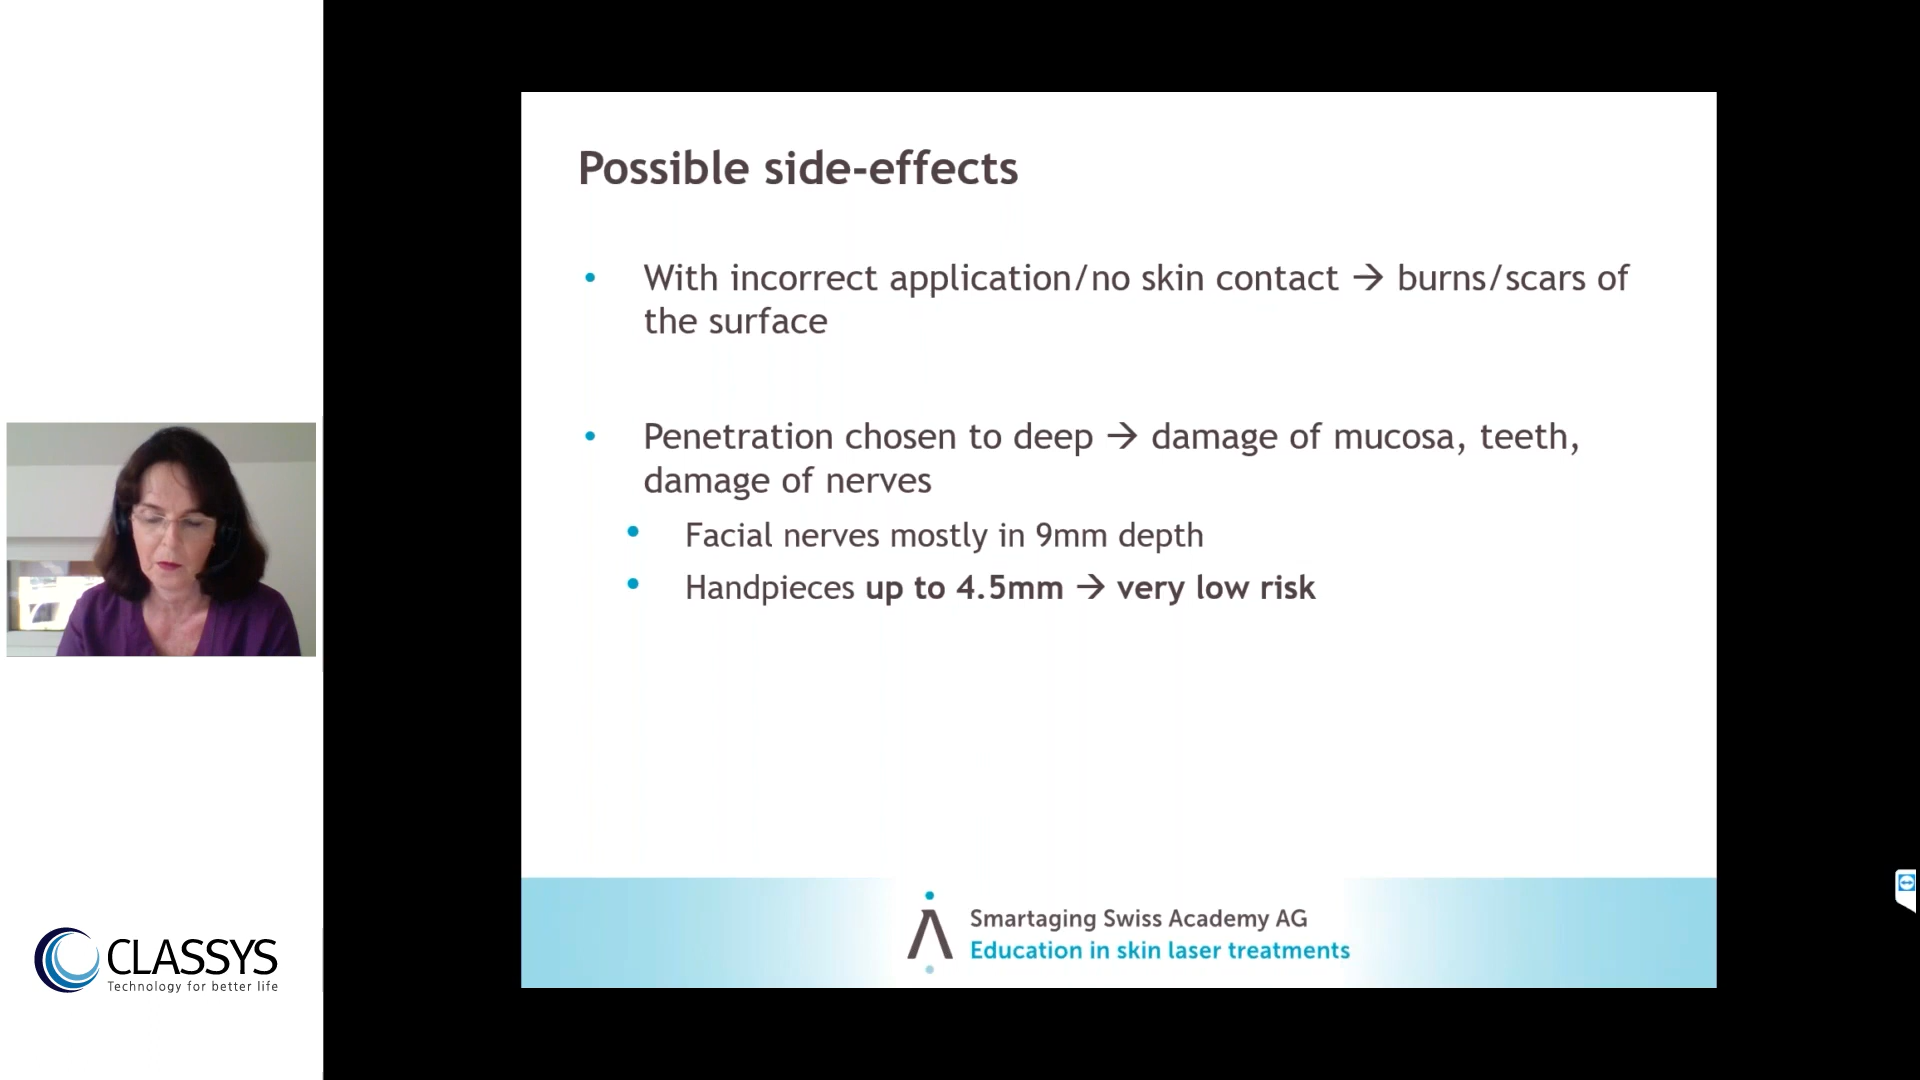 Possible side-effects
• With incorrect application/no skin contact → burns/scars of
the surface
• Penetration chosen to deep → damage of mucosa, teeth,
damage of nerves
• Facial nerves mostly in 9mm depth
• Handpieces up to 4.5mm → very low risk
Smartaging Swiss Academy AG
Education in skin laser treatments
CLASSYS
Technology for better life